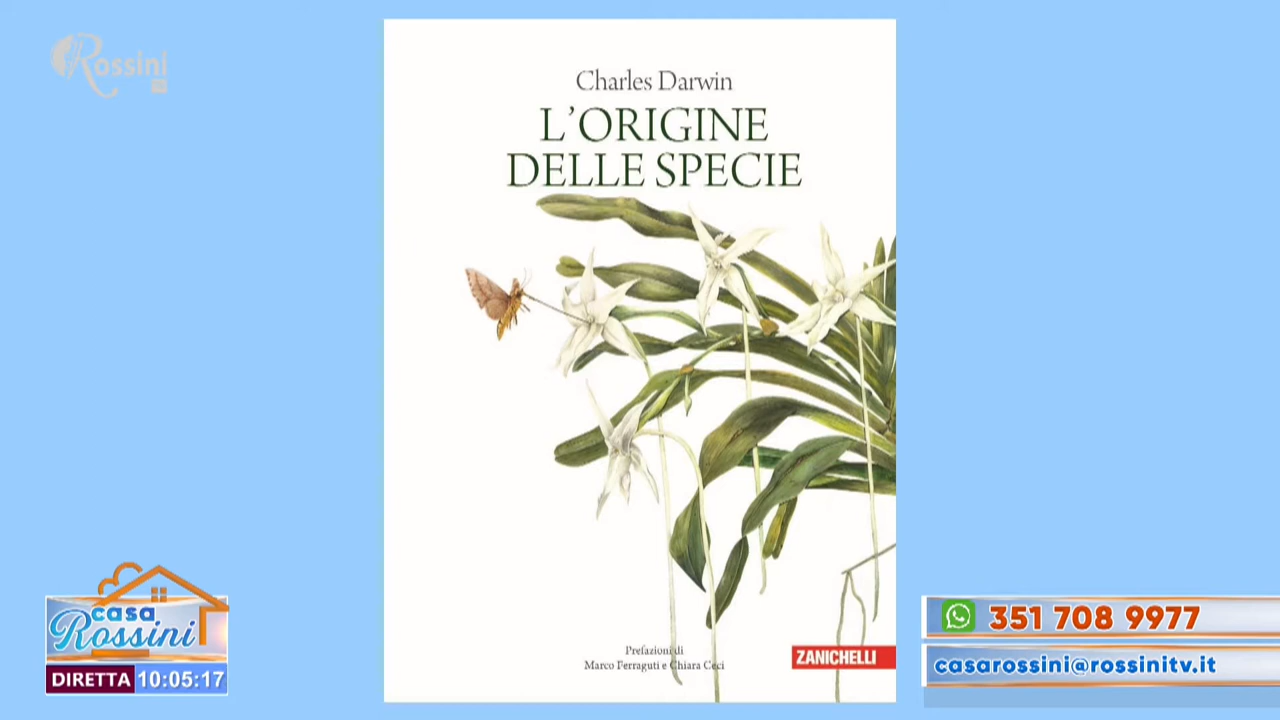 Rossini
TV
Charles Darwin
L'ORIGINE
DELLE SPECIE
Prefazioni di
Marco Ferraguti e Chiara Ceci
ZANICHELLI
casa
Rossini
DIRETTA 10:05:17
351 708 9977
casarossini@rossinitv.it